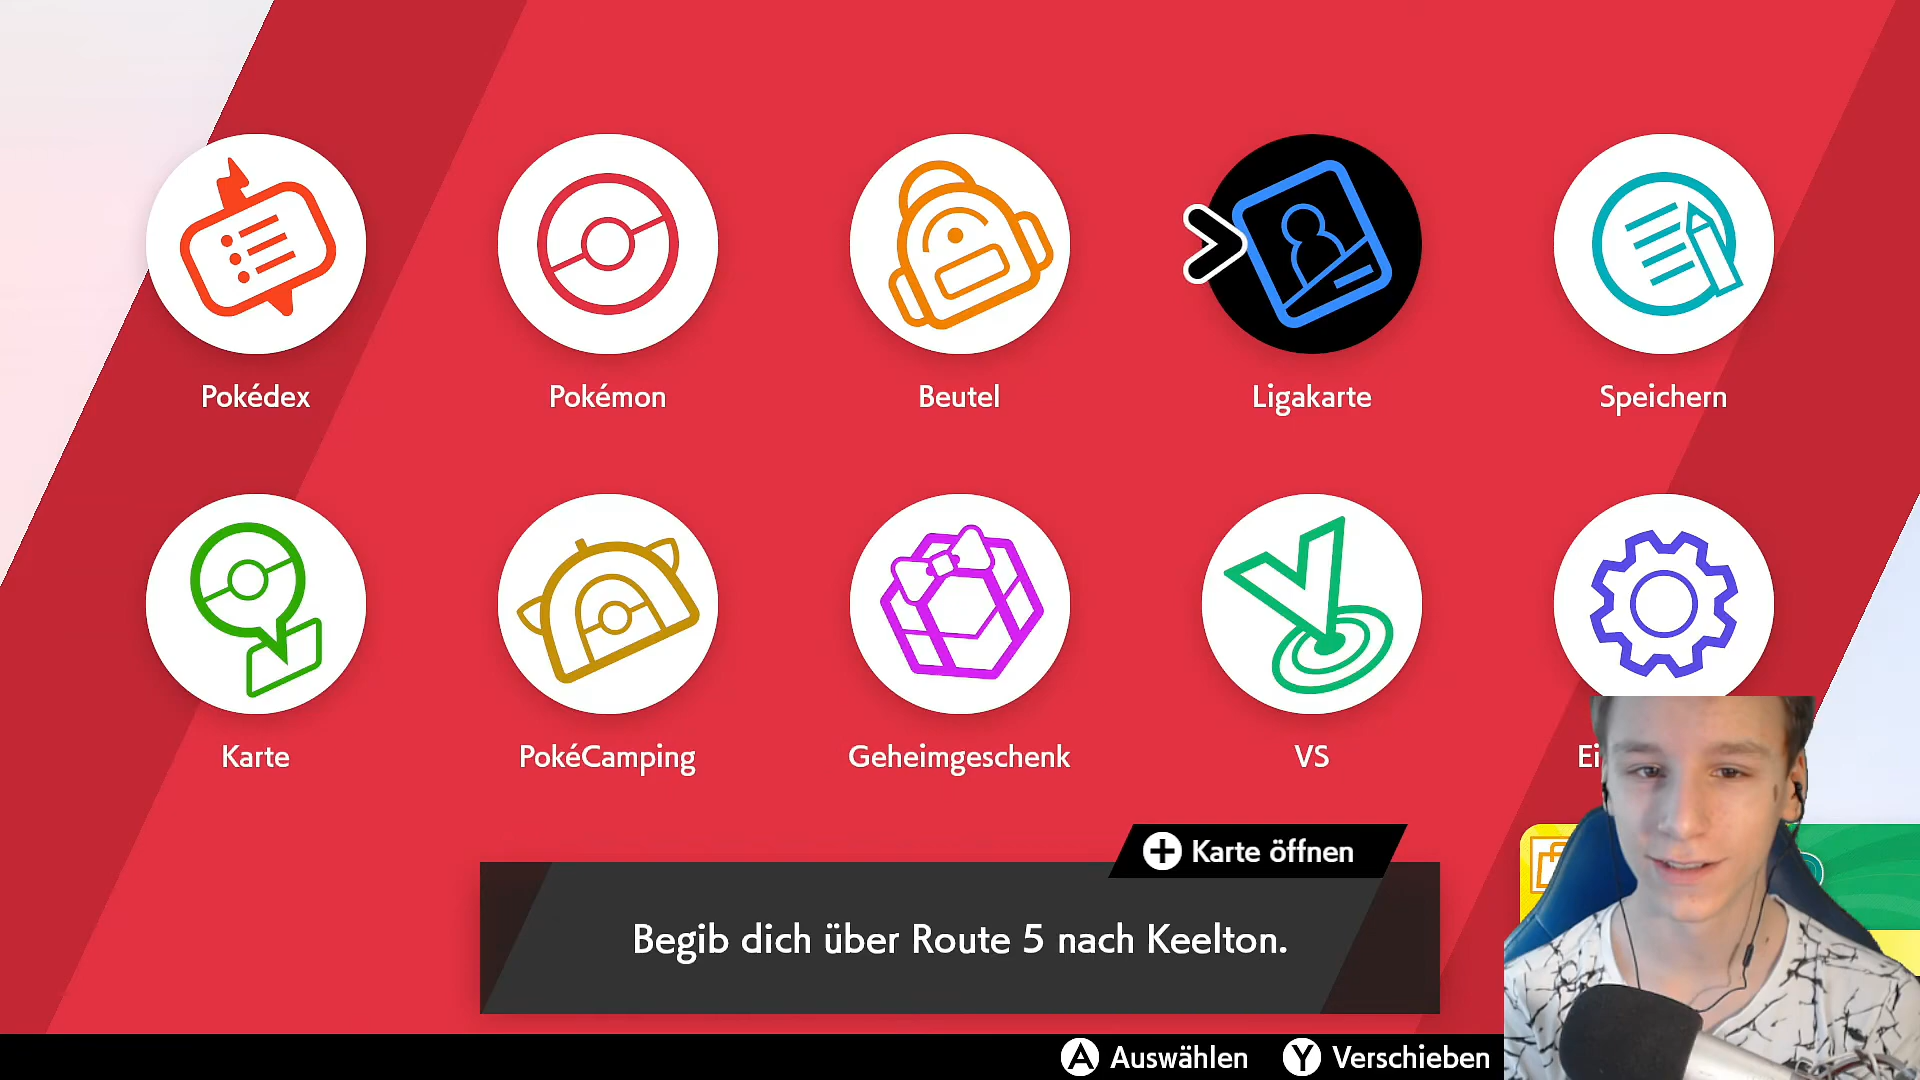 Pokédex
Pokémon
Beutel
Ligakarte
Speichern
Karte
PokéCamping
Geheimgeschenk
VS
Karte öffnen
Begib dich über Route 5 nach Keelton.
A Auswählen
Y Verschieben